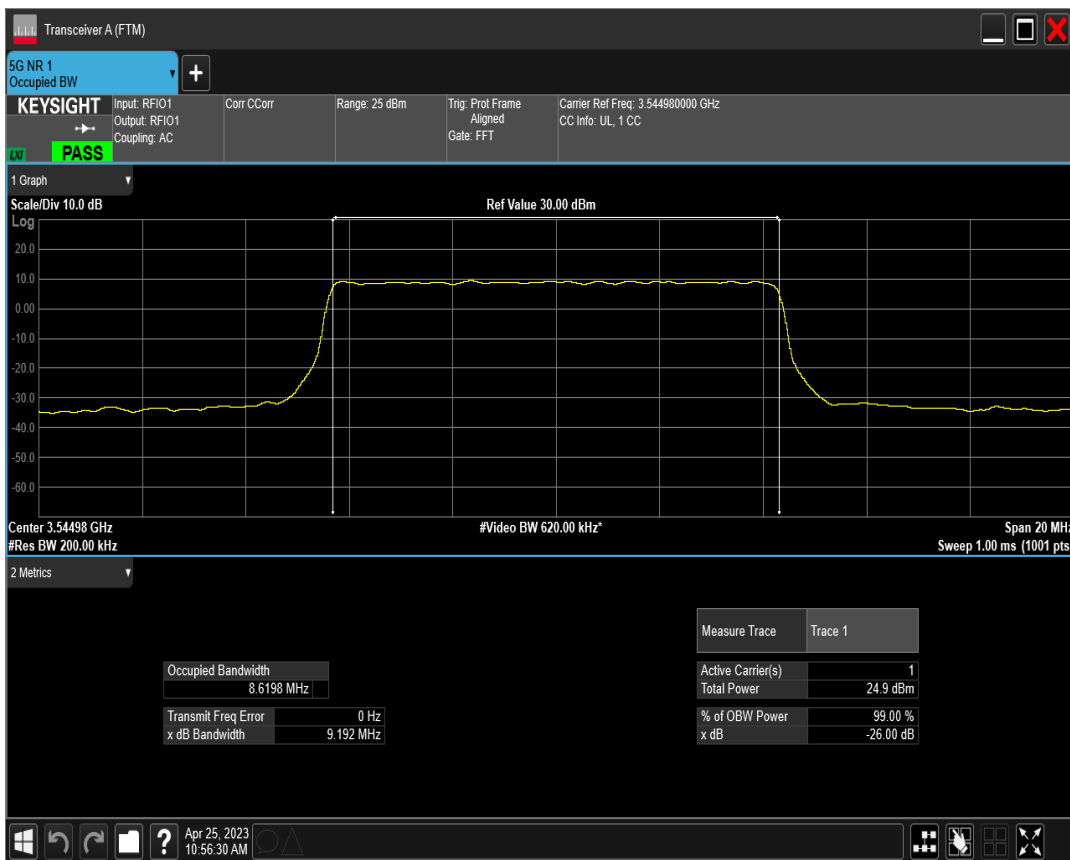 Transceiver A (FTM)
5G NR 1
Occupied BW
+
KEYSIGHT
LXI
PASS
Input: RFIO1
Output: RFIO1
Coupling: AC
Corr CCorr
Range: 25 dBm
Trig: Prot Frame
Aligned
Gate: FFT
Carrier Ref Freq: 3.544980000 GHz
CC Info: UL, 1 CC
1 Graph
Scale/Div 10.0 dB
Ref Value 30.00 dBm
Log
20.0
10.0
0.00
-10.0
-20.0
-30.0
-40.0
-50.0
-60.0
Center 3.54498 GHz
#Video BW 620.00 kHz*
Span 20 MHz
#Res BW 200.00 kHz
Sweep 1.00 ms (1001 pts
2 Metrics
Measure Trace Trace 1
Occupied Bandwidth
8.6198 MHz
Active Carrier(s) 1
Total Power 24.9 dBm
Transmit Freq Error 0 Hz
x dB Bandwidth 9.192 MHz
% of OBW Power 99.00 %
x dB -26.00 dB
?
Apr 25, 2023
10:56:30 AM